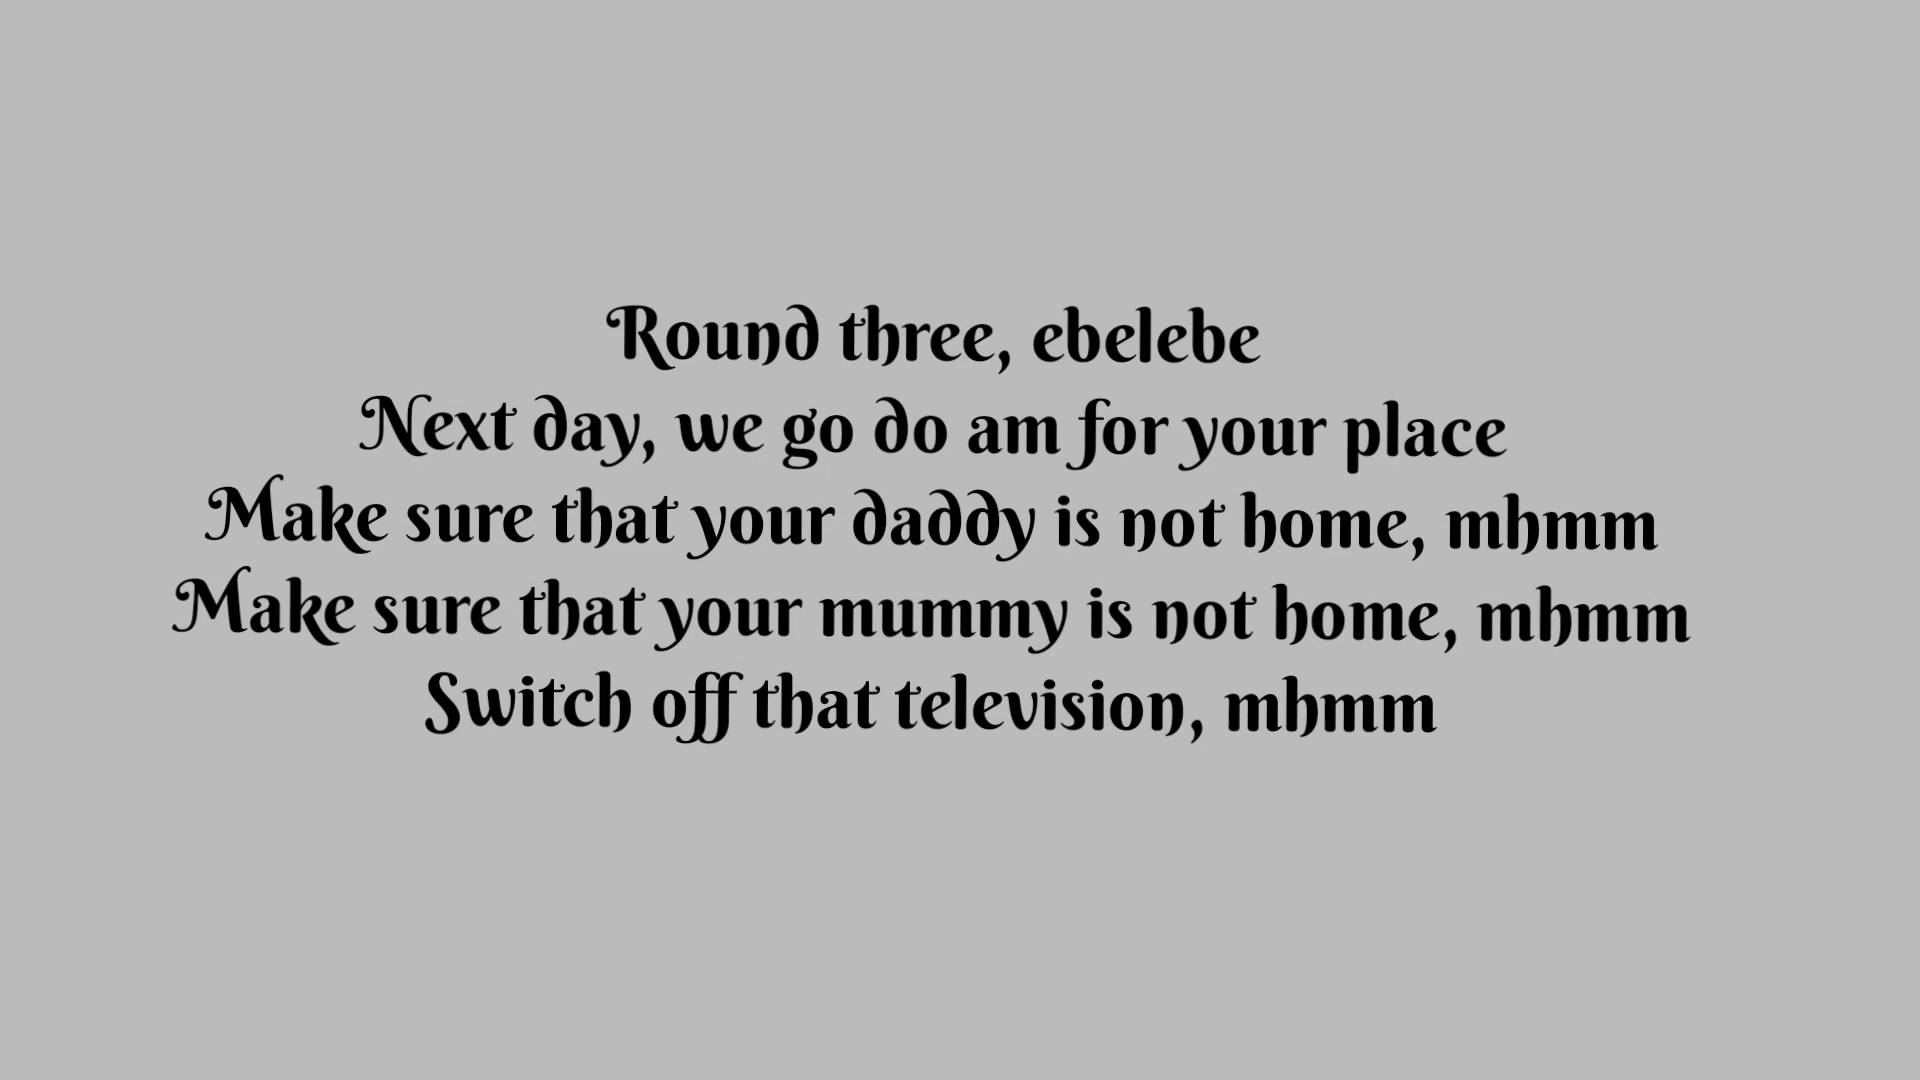 Round three, ebelebe
Next day, we go do am for your place
Make sure that your daddy is not home, mhmm
Make sure that your mummy is not home, mhmm
Switch off that television, mhmm